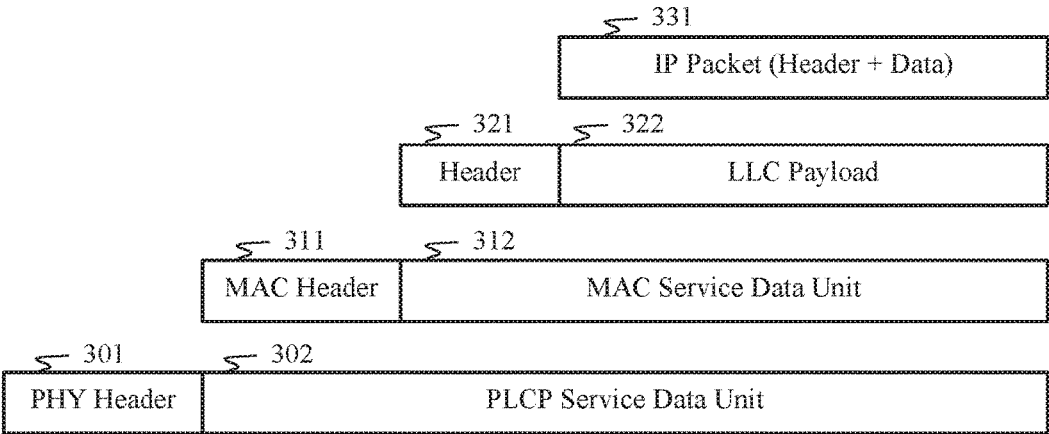 331
IP Packet (Header + Data)
321 322
Header LLC Payload
311 312
MAC Header MAC Service Data Unit
301 302
PHY Header PLCP Service Data Unit